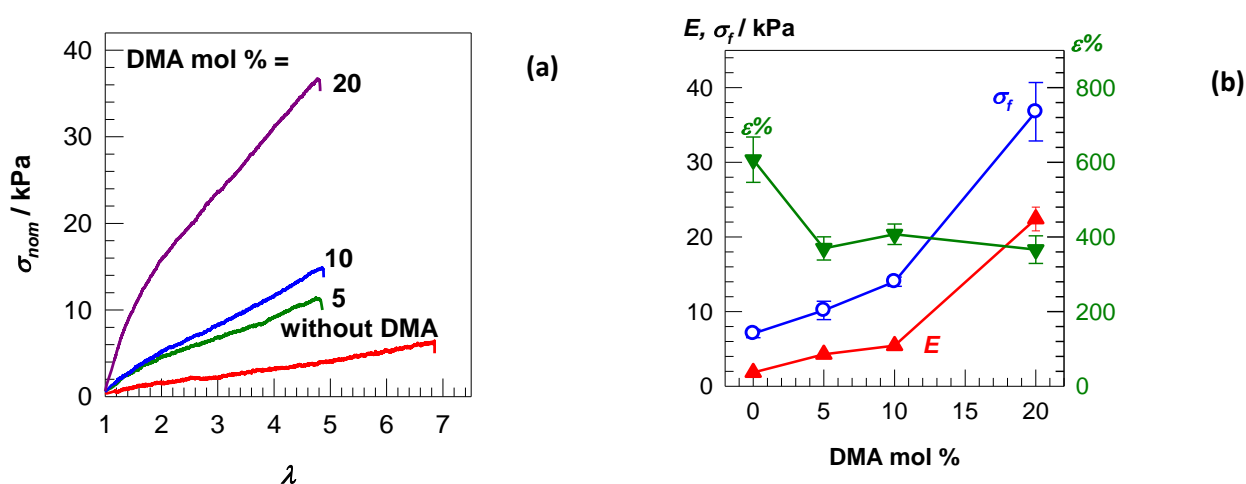 DMA mol % =
20
10
5
without DMA
(a)
40
30
20
10
0
σnom / kPa
1 2 3 4 5 6 7
λ
E, σf / kPa
ε%
(b)
40
30
20
10
0
800
600
400
200
0
ε%
σf
E
0 5 10 15 20
DMA mol %